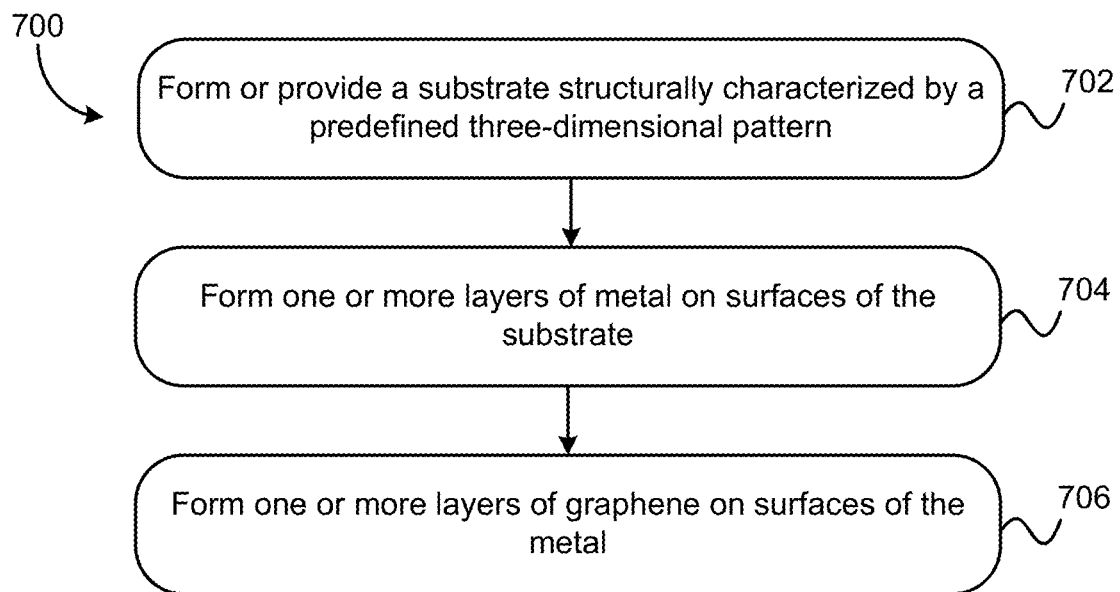 700
Form or provide a substrate structurally characterized by a
predefined three-dimensional pattern
702
Form one or more layers of metal on surfaces of the
substrate
704
Form one or more layers of graphene on surfaces of the
metal
706